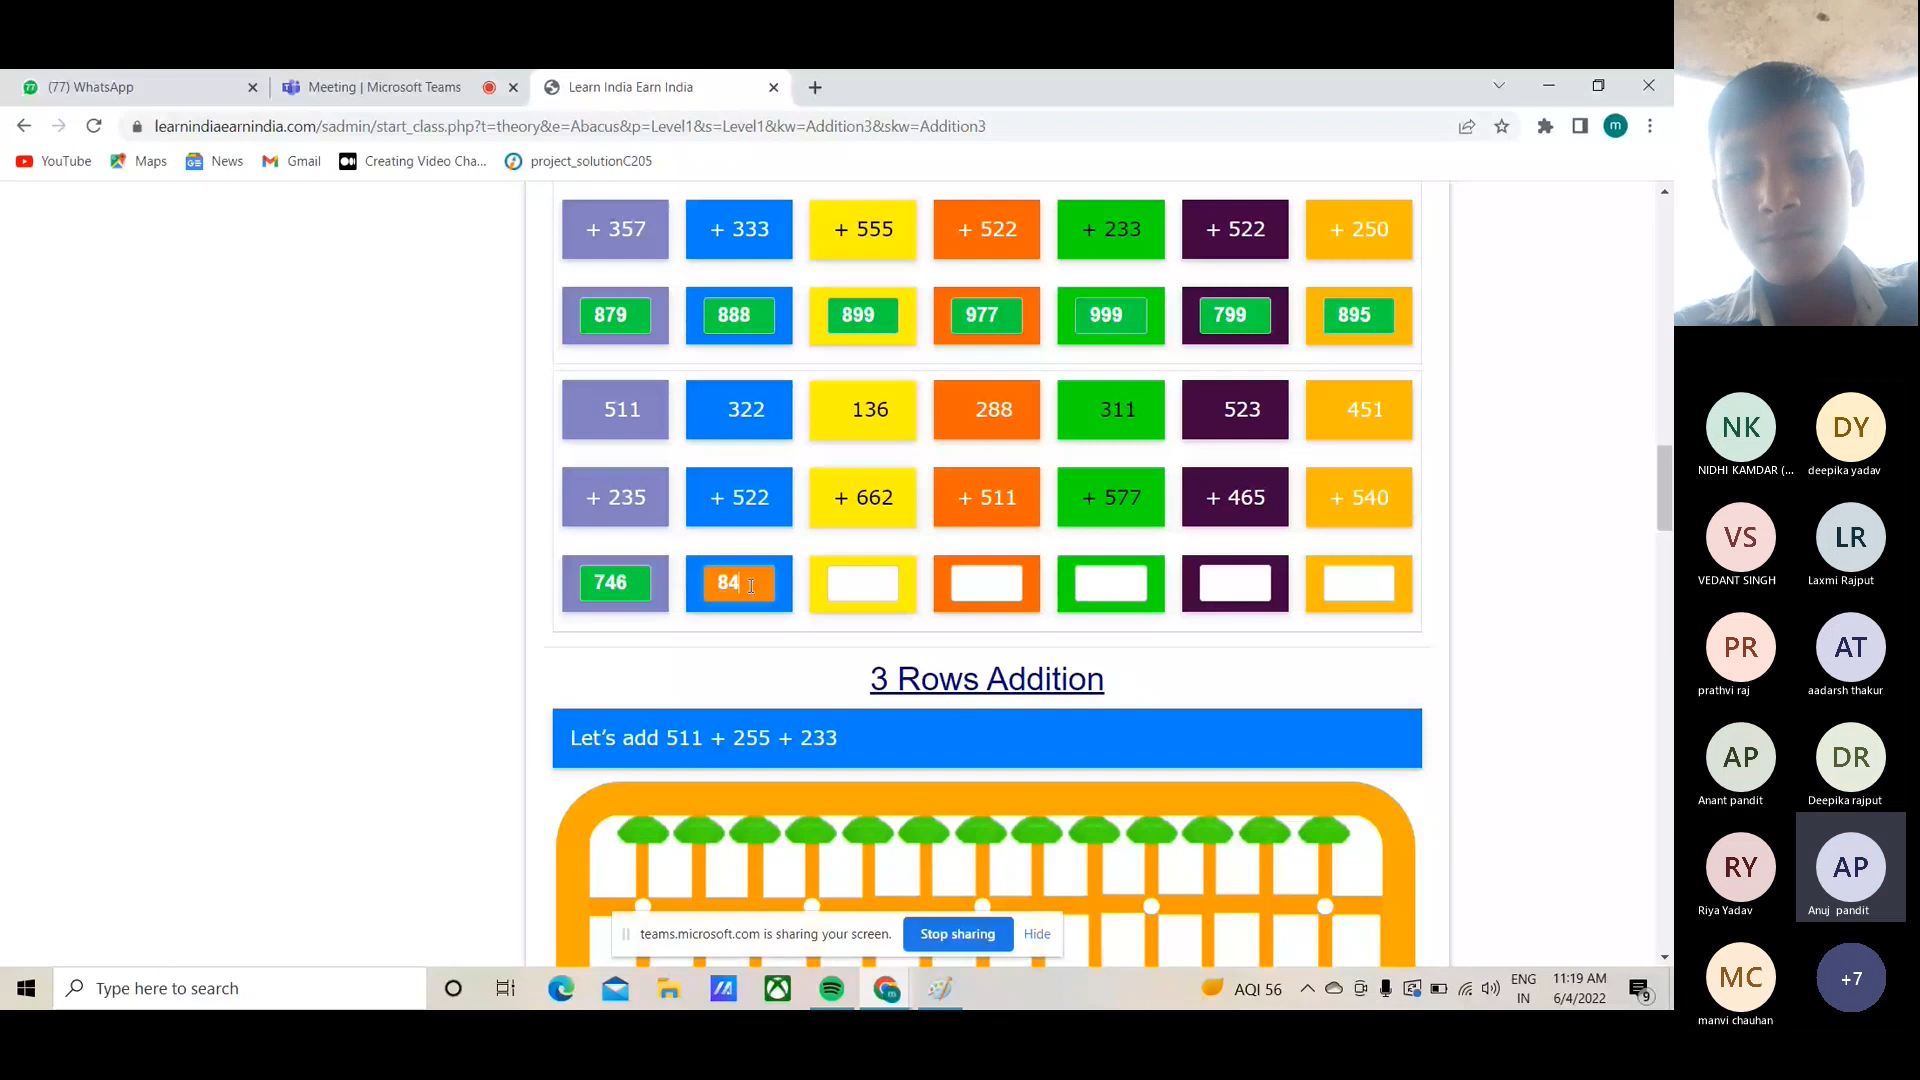 (77) WhatsApp
Meeting | Microsoft Teams
Learn India Earn India
learnindiaearnindia.com/sadmin/start_class.php?t=theory&e=Abacus&p=Level1&s=Level1&kw=Addition3&skw=Addition3
m
YouTube
Maps
News
Gmail
Creating Video Cha...
project_solutionC205
+ 357 + 333 + 555 + 522 + 233 + 522 + 250
879 888 899 977 999 799 895
511 322 136 288 311 523 451
+ 235 + 522 + 662 + 511 + 577 + 465 + 540
746 84
3 Rows Addition
Let’s add 511 + 255 + 233
teams.microsoft.com is sharing your screen.
Stop sharing
Hide
Type here to search
AQI 56
ENG
IN
11:19 AM
6/4/2022
9
NK DY
NIDHI KAMDAR (... deepika yadav
VS LR
VEDANT SINGH Laxmi Rajput
PR AT
prathvi raj aadarsh thakur
AP DR
Anant pandit Deepika rajput
RY AP
Riya Yadav Anuj pandit
MC +7
manvi chauhan